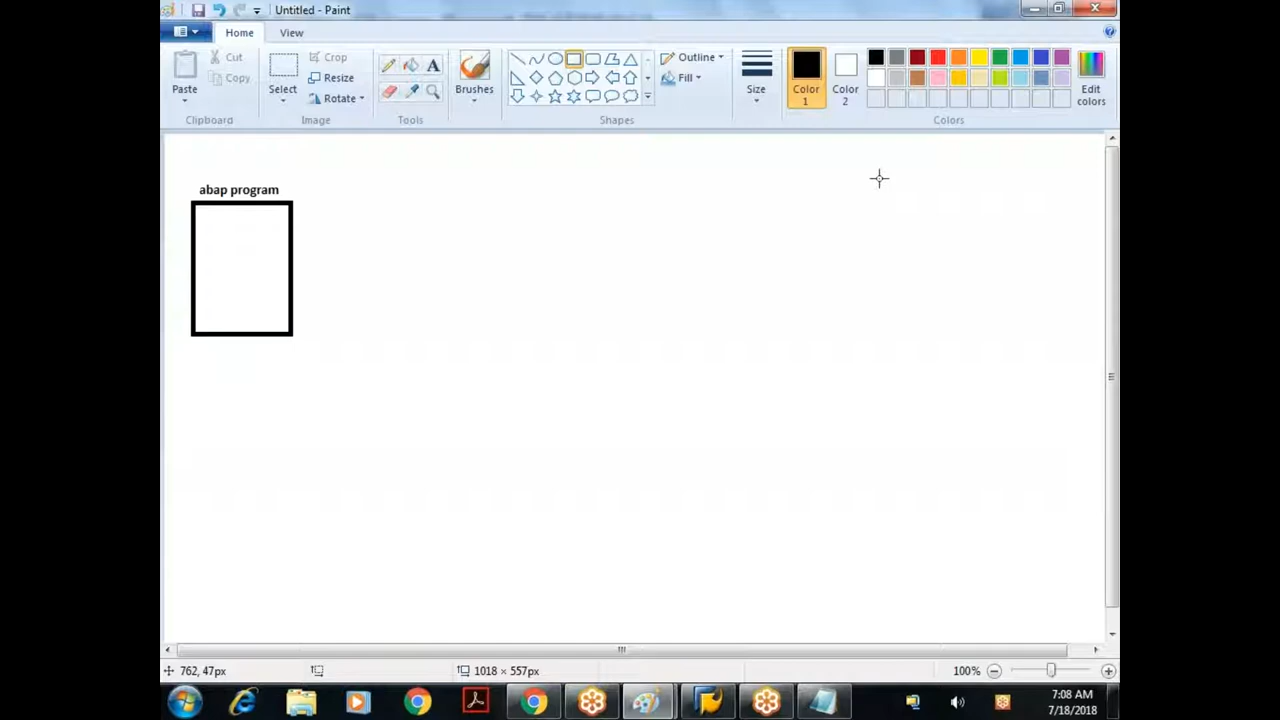 Untitled - Paint
Home View
Paste Cut Copy Select Crop Resize Rotate A Brushes Outline Fill Size Color 1 Color 2 Edit colors
Clipboard Image Tools Shapes Colors
abap program
762, 47px 1018 × 557px 100%
7:08 AM
7/18/2018